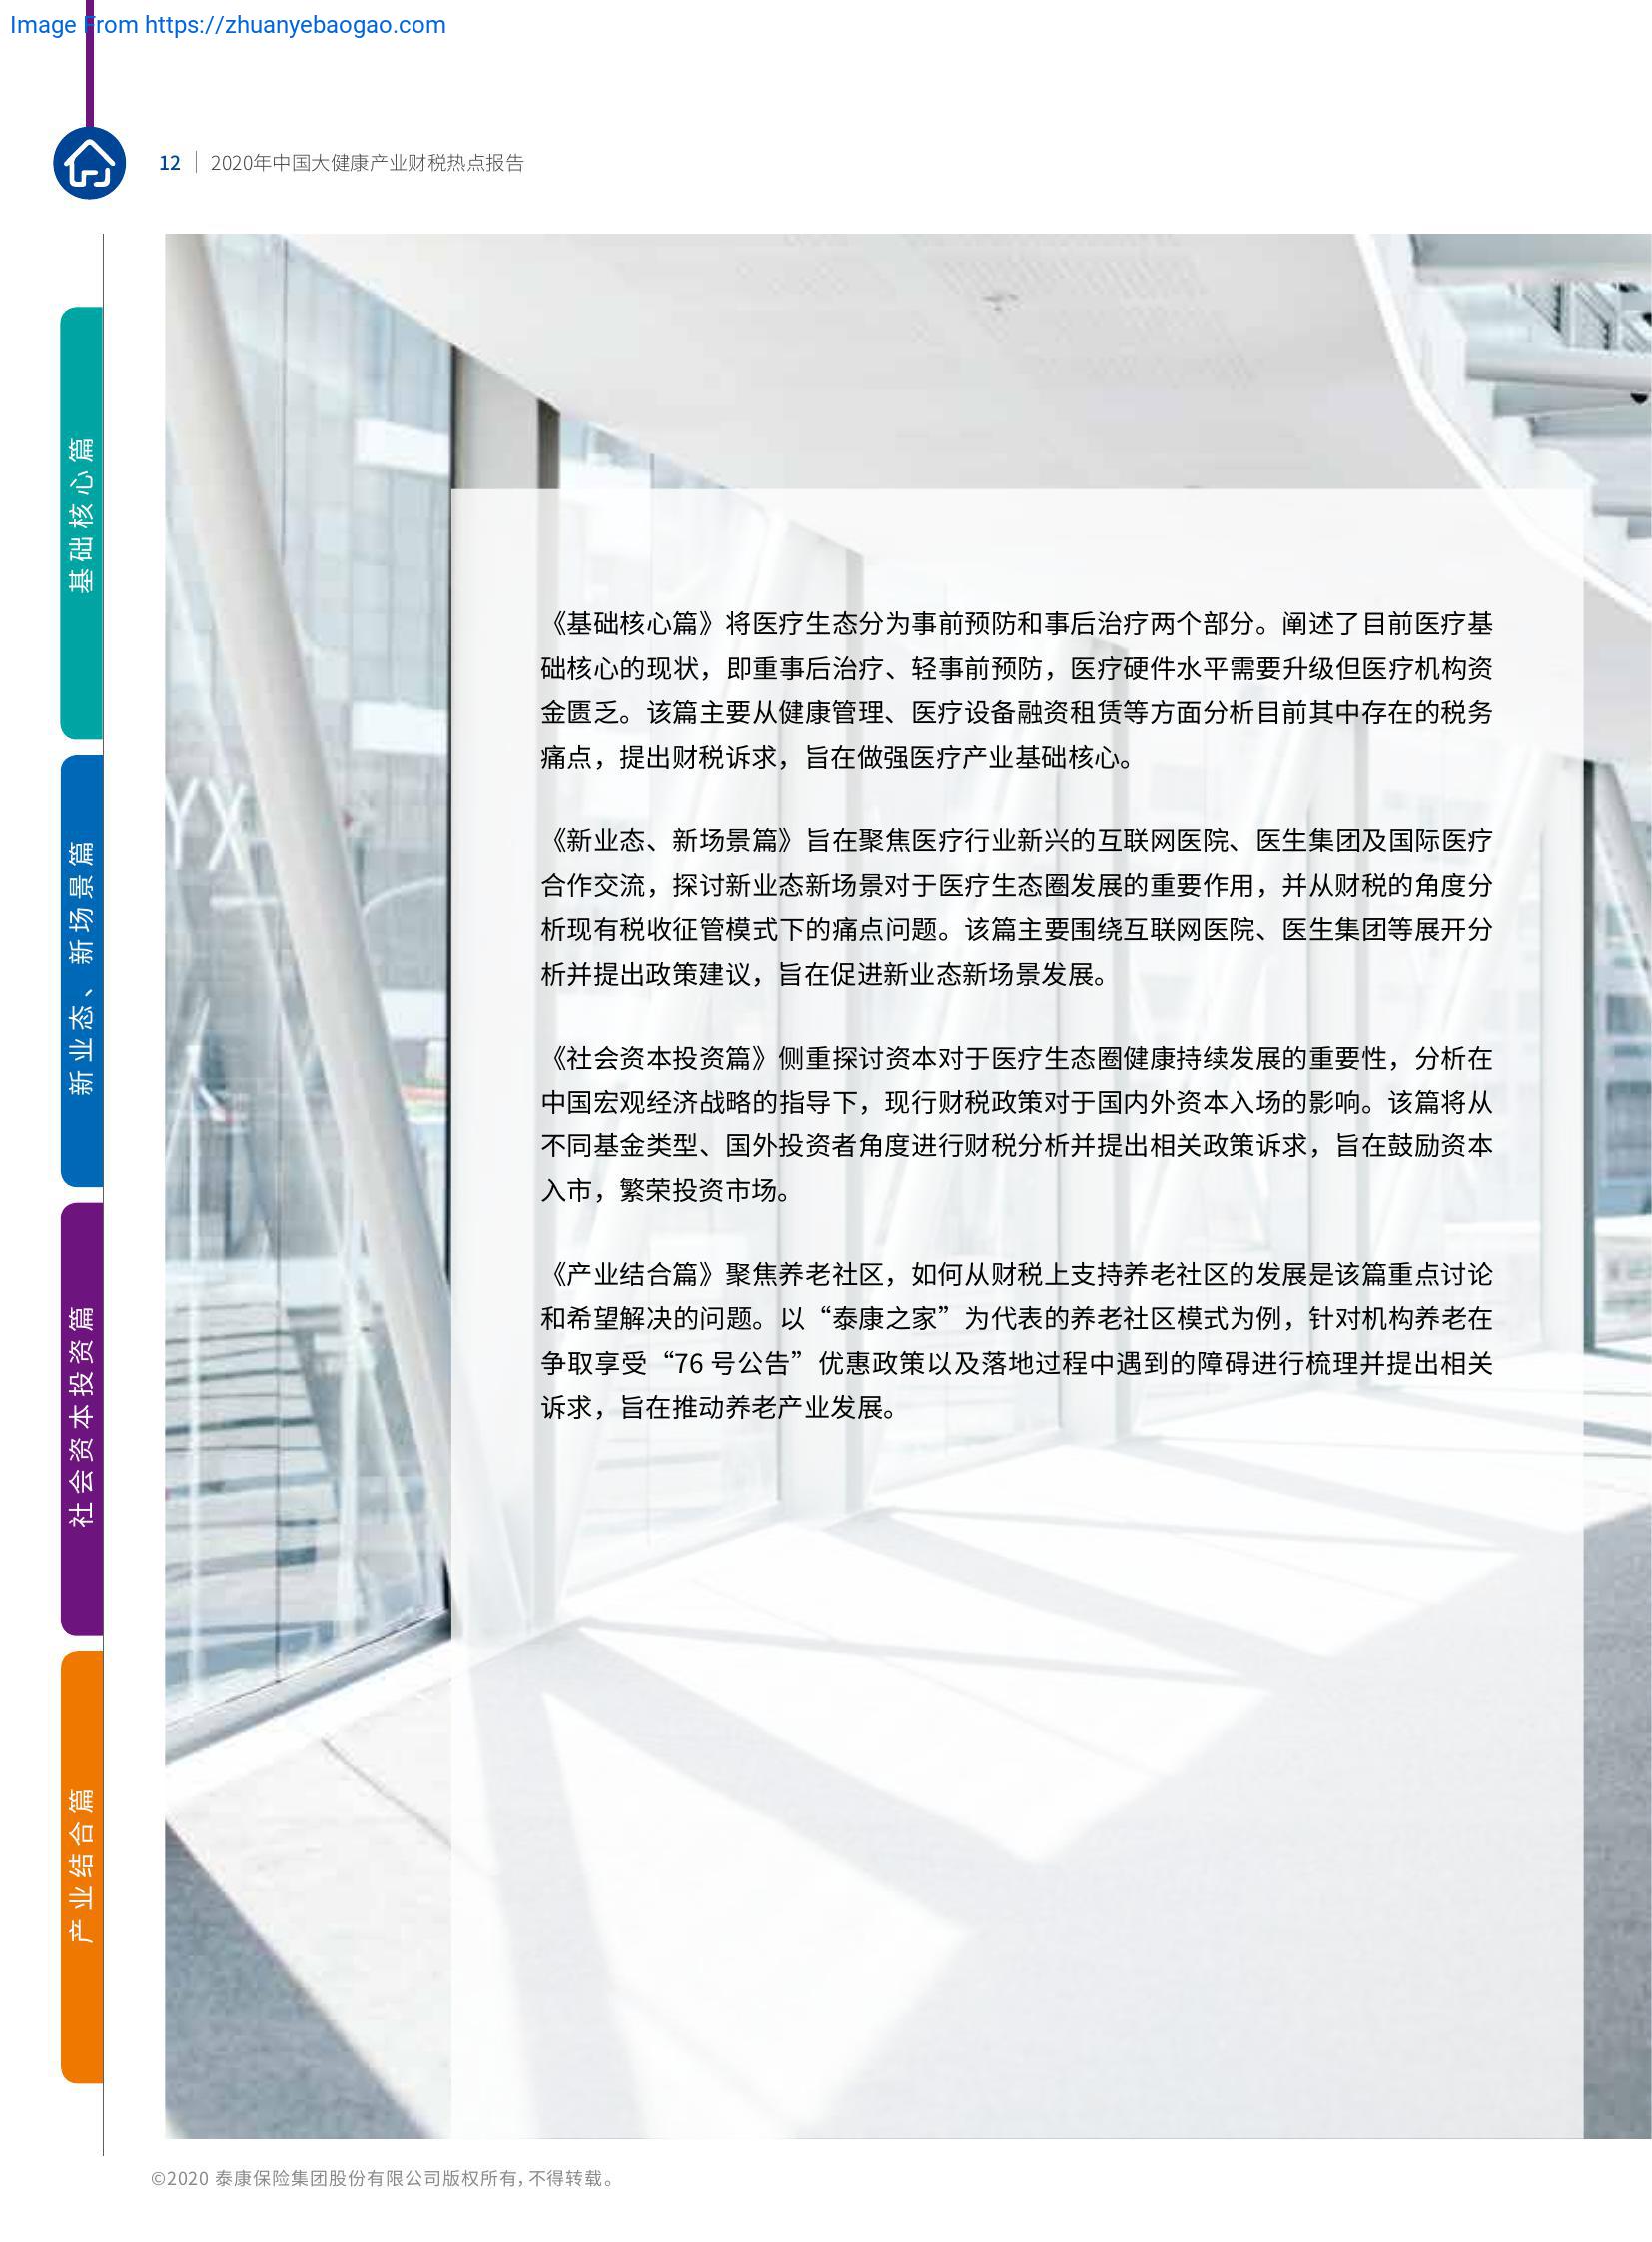 Image From https://zhuanyebaogao.com
12 2020年中国大健康产业财税热点报告
基础核心篇
新业态、新场景篇
社会资本投资篇
产业结合篇
《基础核心篇》将医疗生态分为事前预防和事后治疗两个部分。阐述了目前医疗基
础核心的现状，即重事后治疗、轻事前预防，医疗硬件水平需要升级但医疗机构资
金匮乏。该篇主要从健康管理、医疗设备融资租赁等方面分析目前其中存在的税务
痛点，提出财税诉求，旨在做强医疗产业基础核心。
《新业态、新场景篇》旨在聚焦医疗行业新兴的互联网医院、医生集团及国际医疗
合作交流，探讨新业态新场景对于医疗生态圈发展的重要作用，并从财税的角度分
析现有税收征管模式下的痛点问题。该篇主要围绕互联网医院、医生集团等展开分
析并提出政策建议，旨在促进新业态新场景发展。
《社会资本投资篇》侧重探讨资本对于医疗生态圈健康持续发展的重要性，分析在
中国宏观经济战略的指导下，现行财税政策对于国内外资本入场的影响。该篇将从
不同基金类型、国外投资者角度进行财税分析并提出相关政策诉求，旨在鼓励资本
入市，繁荣投资市场。
《产业结合篇》聚焦养老社区，如何从财税上支持养老社区的发展是该篇重点讨论
和希望解决的问题。以“泰康之家”为代表的养老社区模式为例，针对机构养老在
争取享受“76 号公告”优惠政策以及落地过程中遇到的障碍进行梳理并提出相关
诉求，旨在推动养老产业发展。
©2020 泰康保险集团股份有限公司版权所有，不得转载。